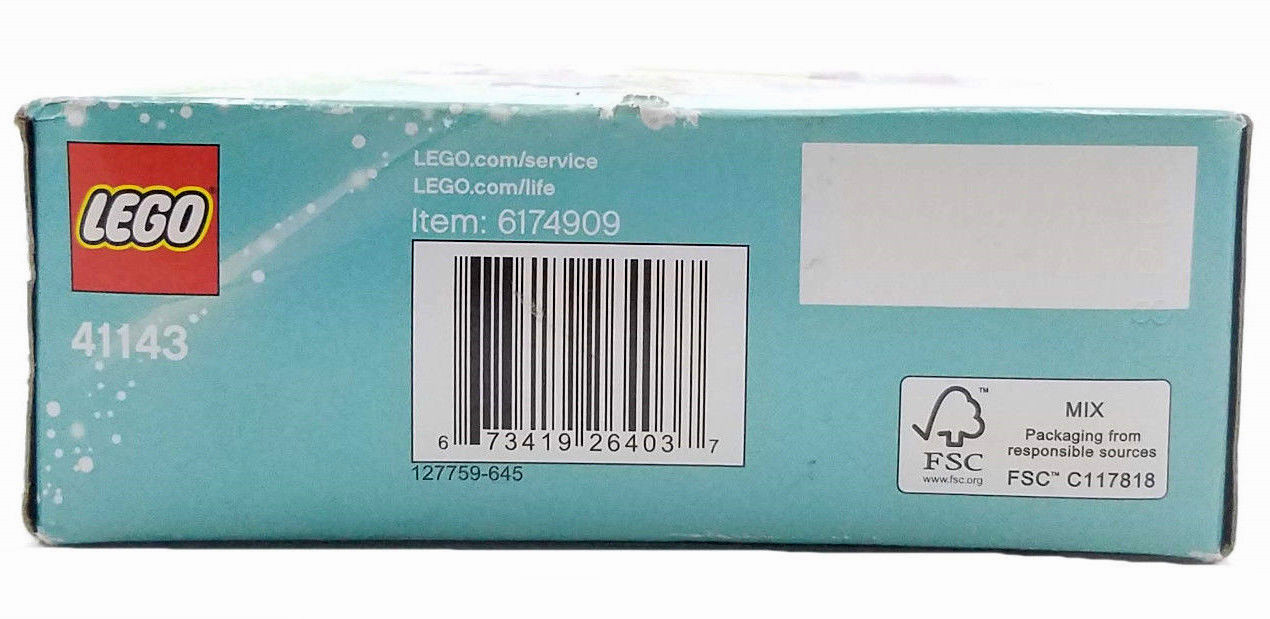 LEGO
41143
LEGO.com/service
LEGO.com/life
Item: 6174909
6 73419 26403 7
127759-645
FSC
www.fsc.org
MIX
Packaging from
responsible sources
FSC™ C117818